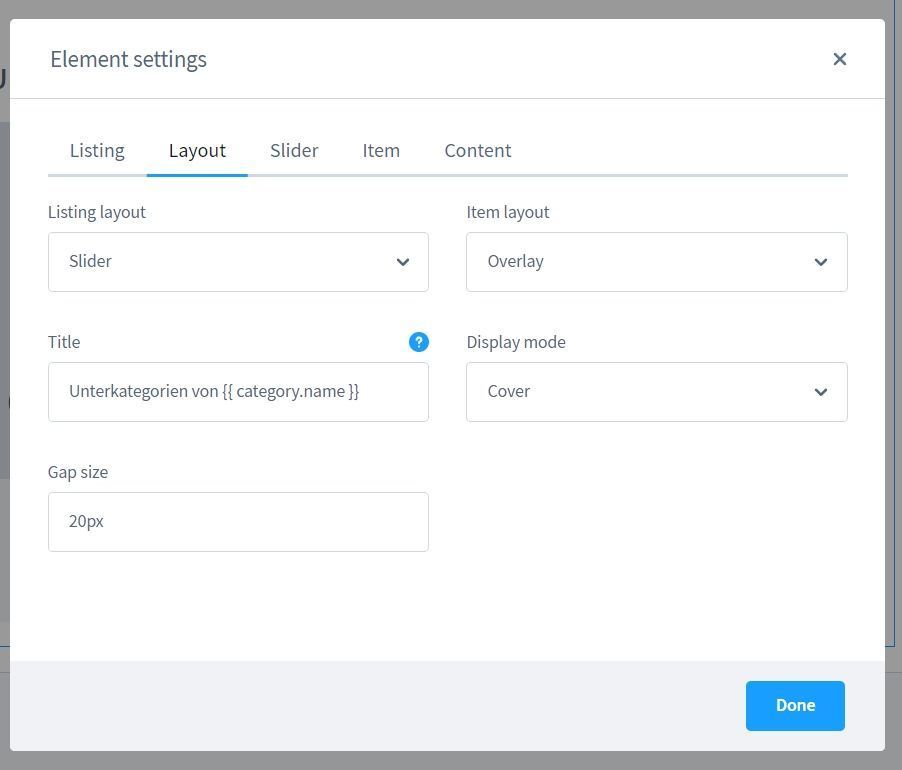 Element settings
Listing Layout Slider Item Content
Listing layout
Item layout
Slider
Overlay
Title
?
Display mode
Unterkategorien von {{ category.name }}
Cover
Gap size
20px
Done